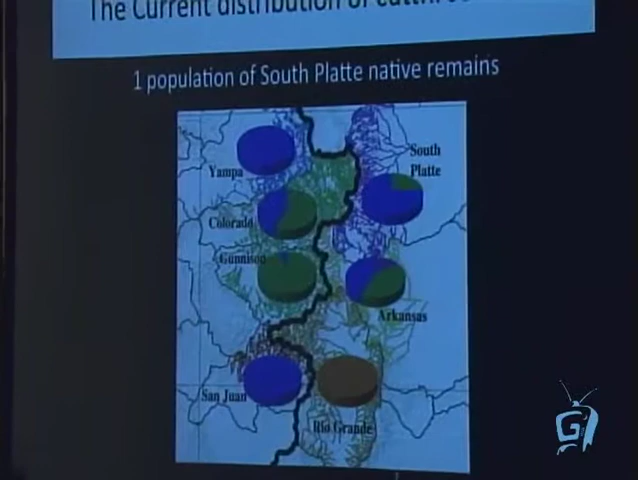 The Current distribution of
1 population of South Platte native remains
Yampa
South
Platte
Colorado
Gunnison
Arkansas
San Juan
Rio Grande
G